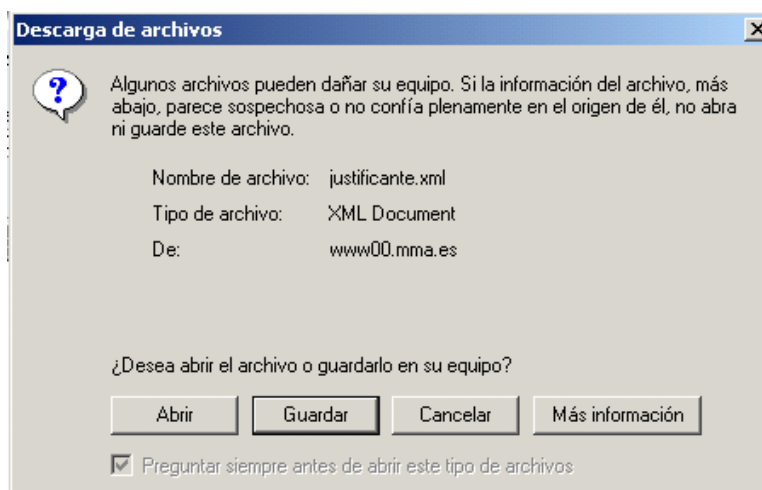 Descarga de archivos
Algunos archivos pueden dañar su equipo. Si la información del archivo, más
abajo, parece sospechosa o no confía plenamente en el origen de él, no abra
ni guarde este archivo.
Nombre de archivo: justificante.xml
Tipo de archivo: XML Document
De: www00.mma.es
¿Desea abrir el archivo o guardarlo en su equipo?
Abrir Guardar Cancelar Más información
Preguntar siempre antes de abrir este tipo de archivos